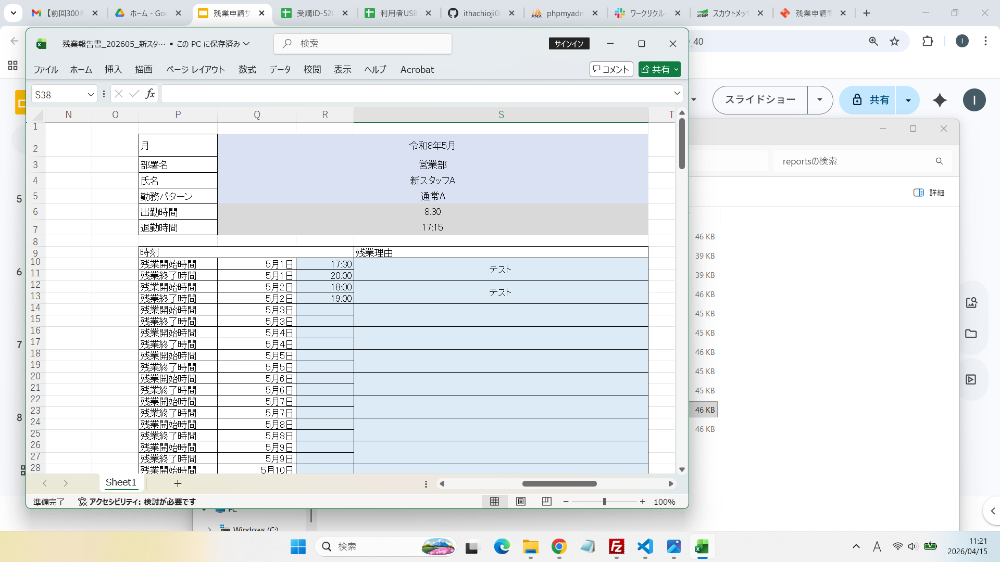 【前回300名
ホーム - Goo
残業申請サ
受講ID-520
利用者USB
ithachioji0
phpmyadn
ワークリクルー
スカウトメッセ
残業申請管
_40
残業報告書_202605_新スタ… • この PC に保存済み
検索
サインイン
ファイル ホーム 挿入 描画 ページ レイアウト 数式 データ 校閲 表示 ヘルプ Acrobat
コメント
共有
S38
fx
スライドショー
共有
I
N O P Q R S T
1
2 月 令和8年5月
3 部署名 営業部
4 氏名 新スタッフA
5 勤務パターン 通常A
6 出勤時間 8:30
7 退勤時間 17:15
8
9 時刻 残業理由
10 残業開始時間 5月1日 17:30 テスト
11 残業終了時間 5月1日 20:00
12 残業開始時間 5月2日 18:00 テスト
13 残業終了時間 5月2日 19:00
14 残業開始時間 5月3日
15 残業終了時間 5月3日
16 残業開始時間 5月4日
17 残業終了時間 5月4日
18 残業開始時間 5月5日
19 残業終了時間 5月5日
20 残業開始時間 5月6日
21 残業終了時間 5月6日
22 残業開始時間 5月7日
23 残業終了時間 5月7日
24 残業開始時間 5月8日
25 残業終了時間 5月8日
26 残業開始時間 5月9日
27 残業終了時間 5月9日
28 残業開始時間 5月10日
Sheet1
準備完了 アクセシビリティ: 検討が必要です
100%
5
6
7
8
reportsの検索
詳細
46 KB
39 KB
39 KB
46 KB
45 KB
45 KB
46 KB
45 KB
45 KB
46 KB
46 KB
PC
Windows (C:)
検索
A
11:21
2026/04/15